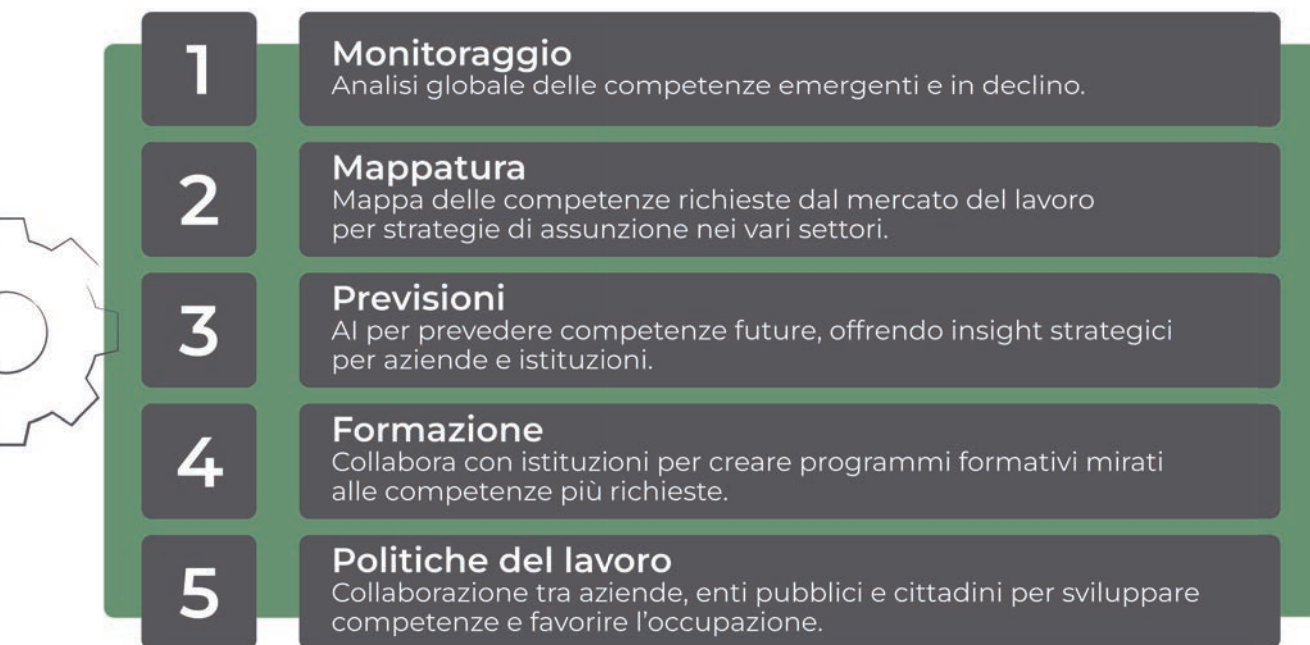 1
Monitoraggio
Analisi globale delle competenze emergenti e in declino.
2
Mappatura
Mappa delle competenze richieste dal mercato del lavoro
per strategie di assunzione nei vari settori.
3
Previsioni
AI per prevedere competenze future, offrendo insight strategici
per aziende e istituzioni.
4
Formazione
Collabora con istituzioni per creare programmi formativi mirati
alle competenze più richieste.
5
Politiche del lavoro
Collaborazione tra aziende, enti pubblici e cittadini per sviluppare
competenze e favorire l’occupazione.